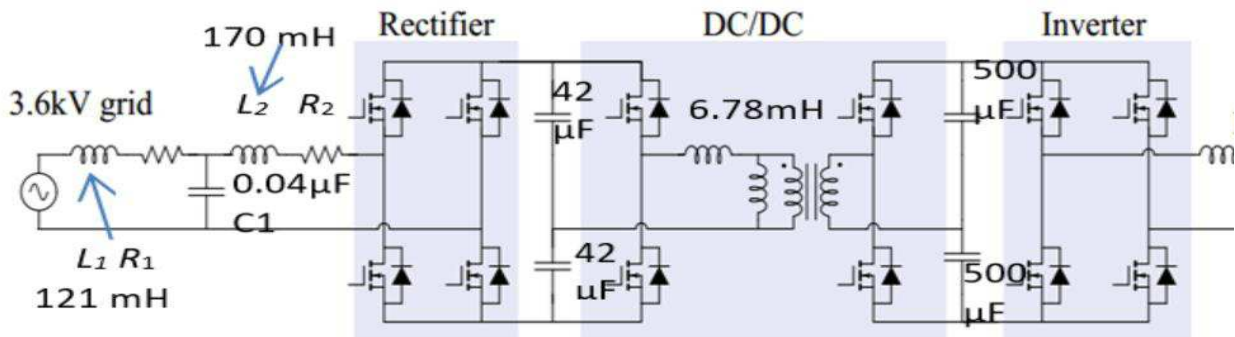 Rectifier
DC/DC
Inverter
170 mH
3.6kV grid
L2 R2
42
μF
6.78mH
500
μF
0.04μF
C1
L1 R1
121 mH
42
μF
500
μF